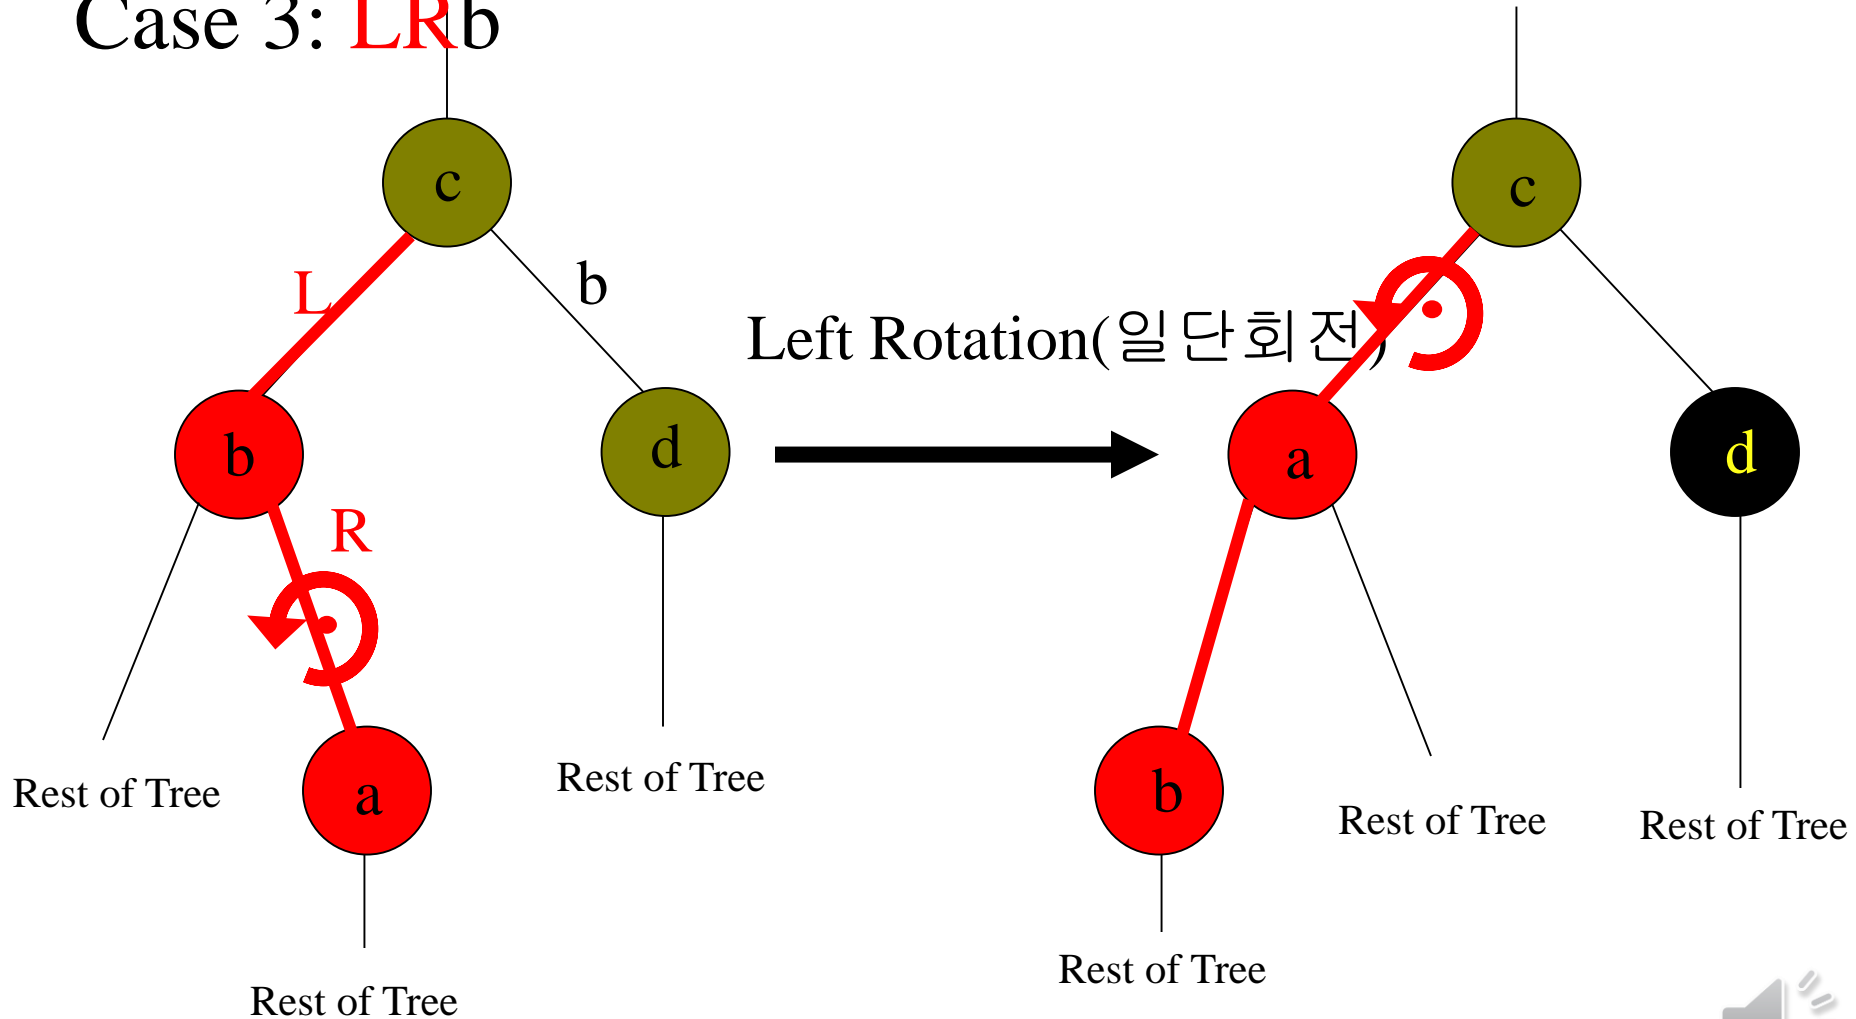 Case 3: LRb
c
c
L
b
Left Rotation(일단회전)
b
d
a
d
R
Rest of Tree
a
Rest of Tree
b
Rest of Tree
Rest of Tree
Rest of Tree
Rest of Tree